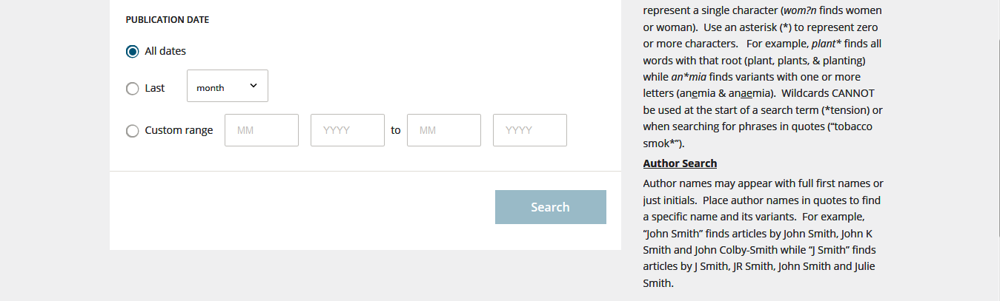 PUBLICATION DATE
All dates
Last month
Custom range MM YYYY to MM YYYY
Search
represent a single character (wom?n finds women
or woman).  Use an asterisk (*) to represent zero
or more characters.   For example, plant* finds all
words with that root (plant, plants, & planting)
while an*mia finds variants with one or more
letters (anemia & anaemia).  Wildcards CANNOT
be used at the start of a search term (*tension) or
when searching for phrases in quotes (“tobacco
smok*”).
Author Search
Author names may appear with full first names or
just initials.  Place author names in quotes to find
a specific name and its variants.  For example,
“John Smith” finds articles by John Smith, John K
Smith and John Colby-Smith while “J Smith” finds
articles by J Smith, JR Smith, John Smith and Julie
Smith.